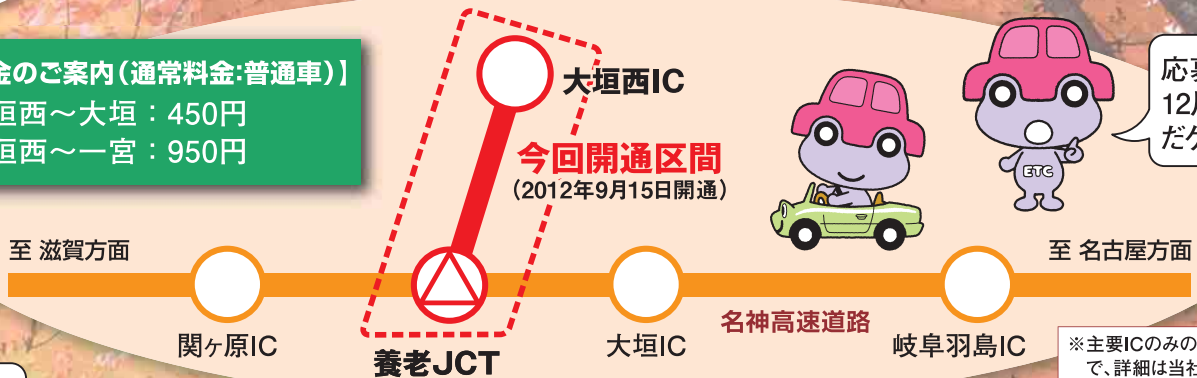 金のご案内(通常料金:普通車)】
垣西～大垣：450円
垣西～一宮：950円
大垣西IC
今回開通区間
(2012年9月15日開通)
応募
12月
だケ
ETC
至 滋賀方面
至 名古屋方面
関ヶ原IC
養老JCT
大垣IC
名神高速道路
岐阜羽島IC
※主要ICのみの
で、詳細は当社